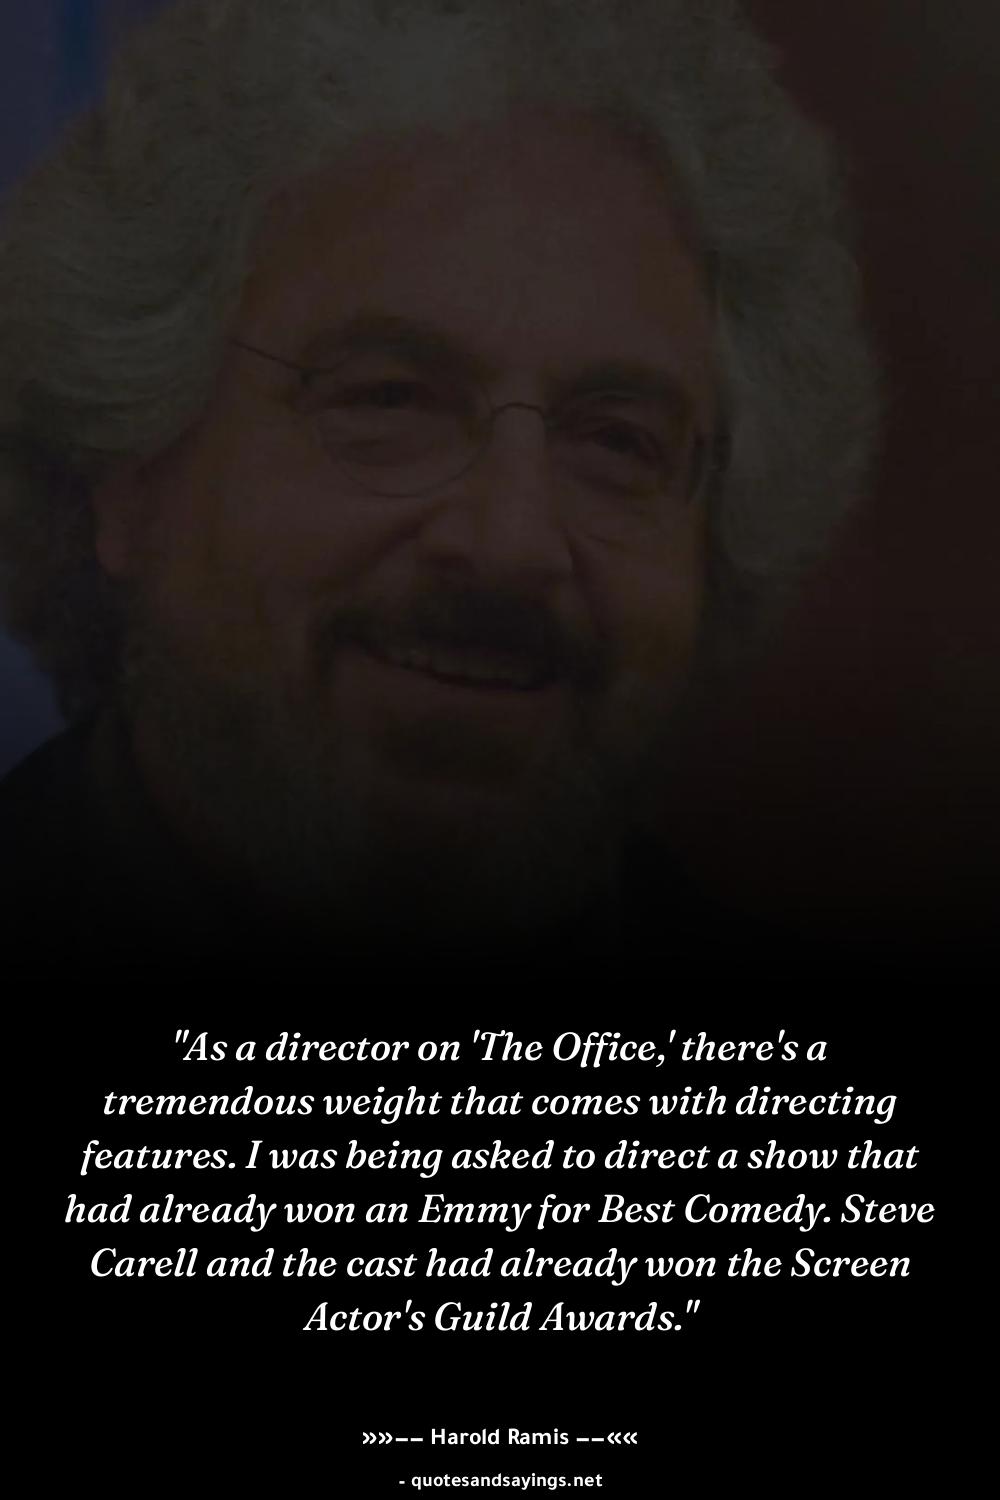 "As a director on 'The Office,' there's a
tremendous weight that comes with directing
features. I was being asked to direct a show that
had already won an Emmy for Best Comedy. Steve
Carell and the cast had already won the Screen
Actor's Guild Awards."
»»−− Harold Ramis −−««
- quotesandsayings.net